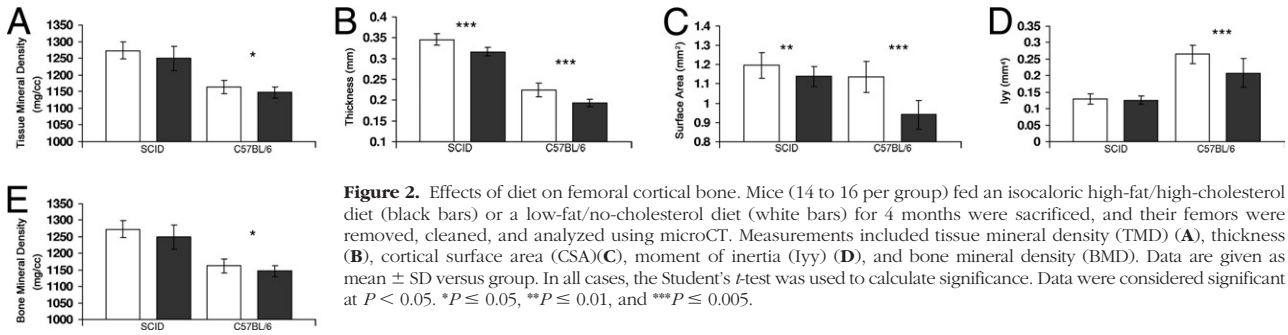 A
Tissue Mineral Density
(mg/cc)
1350
1300
1250
1200
1150
1100
1050
1000
*
SCID
C57BL/6
B
Thickness
(mm)
0.4
0.35
0.3
0.25
0.2
0.15
0.1
***
***
SCID
C57BL/6
C
Surface Area (mm²)
1.4
1.3
1.2
1.1
1
0.9
0.8
**
***
SCID
C57BL/6
D
Iyy (mm⁴)
0.35
0.3
0.25
0.2
0.15
0.1
0.05
0
***
SCID
C57BL/6
E
Bone Mineral Density
(mg/cc)
1350
1300
1250
1200
1150
1100
1050
1000
*
SCID
C57BL/6
Figure 2. Effects of diet on femoral cortical bone. Mice (14 to 16 per group) fed an isocaloric high-fat/high-cholesterol
diet (black bars) or a low-fat/no-cholesterol diet (white bars) for 4 months were sacrificed, and their femors were
removed, cleaned, and analyzed using microCT. Measurements included tissue mineral density (TMD) (A), thickness
(B), cortical surface area (CSA)(C), moment of inertia (Iyy) (D), and bone mineral density (BMD). Data are given as
mean ± SD versus group. In all cases, the Student's t-test was used to calculate significance. Data were considered significant
at P < 0.05. *P ≤ 0.05, **P ≤ 0.01, and ***P ≤ 0.005.